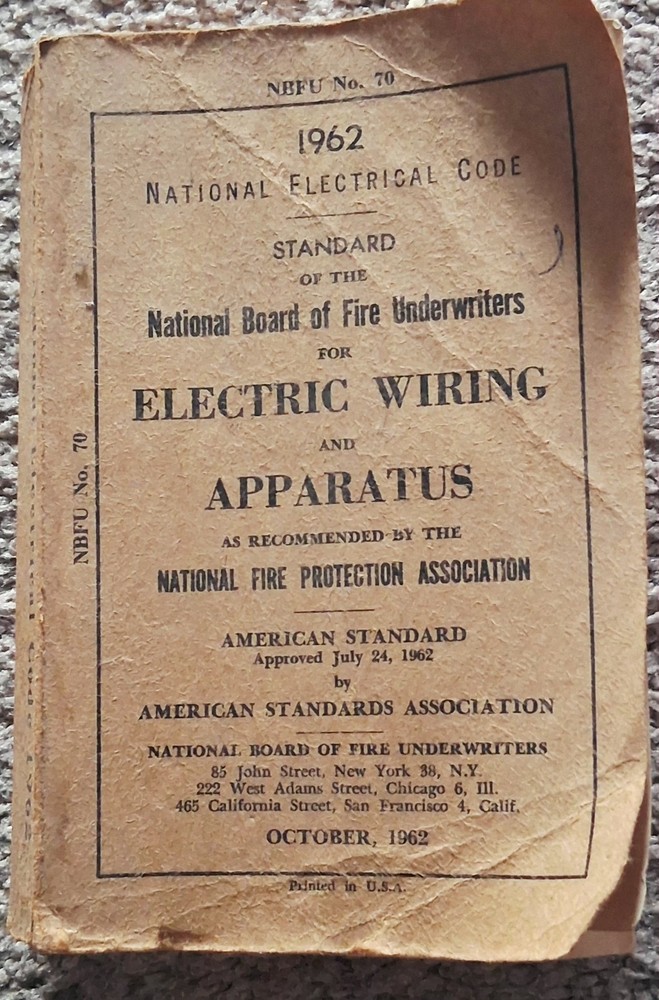 NBFU No. 70
1962
NATIONAL ELECTRICAL CODE
STANDARD
OF THE
National Board of Fire Underwriters
FOR
ELECTRIC WIRING
AND
APPARATUS
AS RECOMMENDED BY THE
NATIONAL FIRE PROTECTION ASSOCIATION
AMERICAN STANDARD
Approved July 24, 1962
by
AMERICAN STANDARDS ASSOCIATION
NATIONAL BOARD OF FIRE UNDERWRITERS
85 John Street, New York 38, N.Y.
222 West Adams Street, Chicago 6, Ill.
465 California Street, San Francisco 4, Calif.
OCTOBER, 1962
Printed in U.S.A.
NBFU No. 70